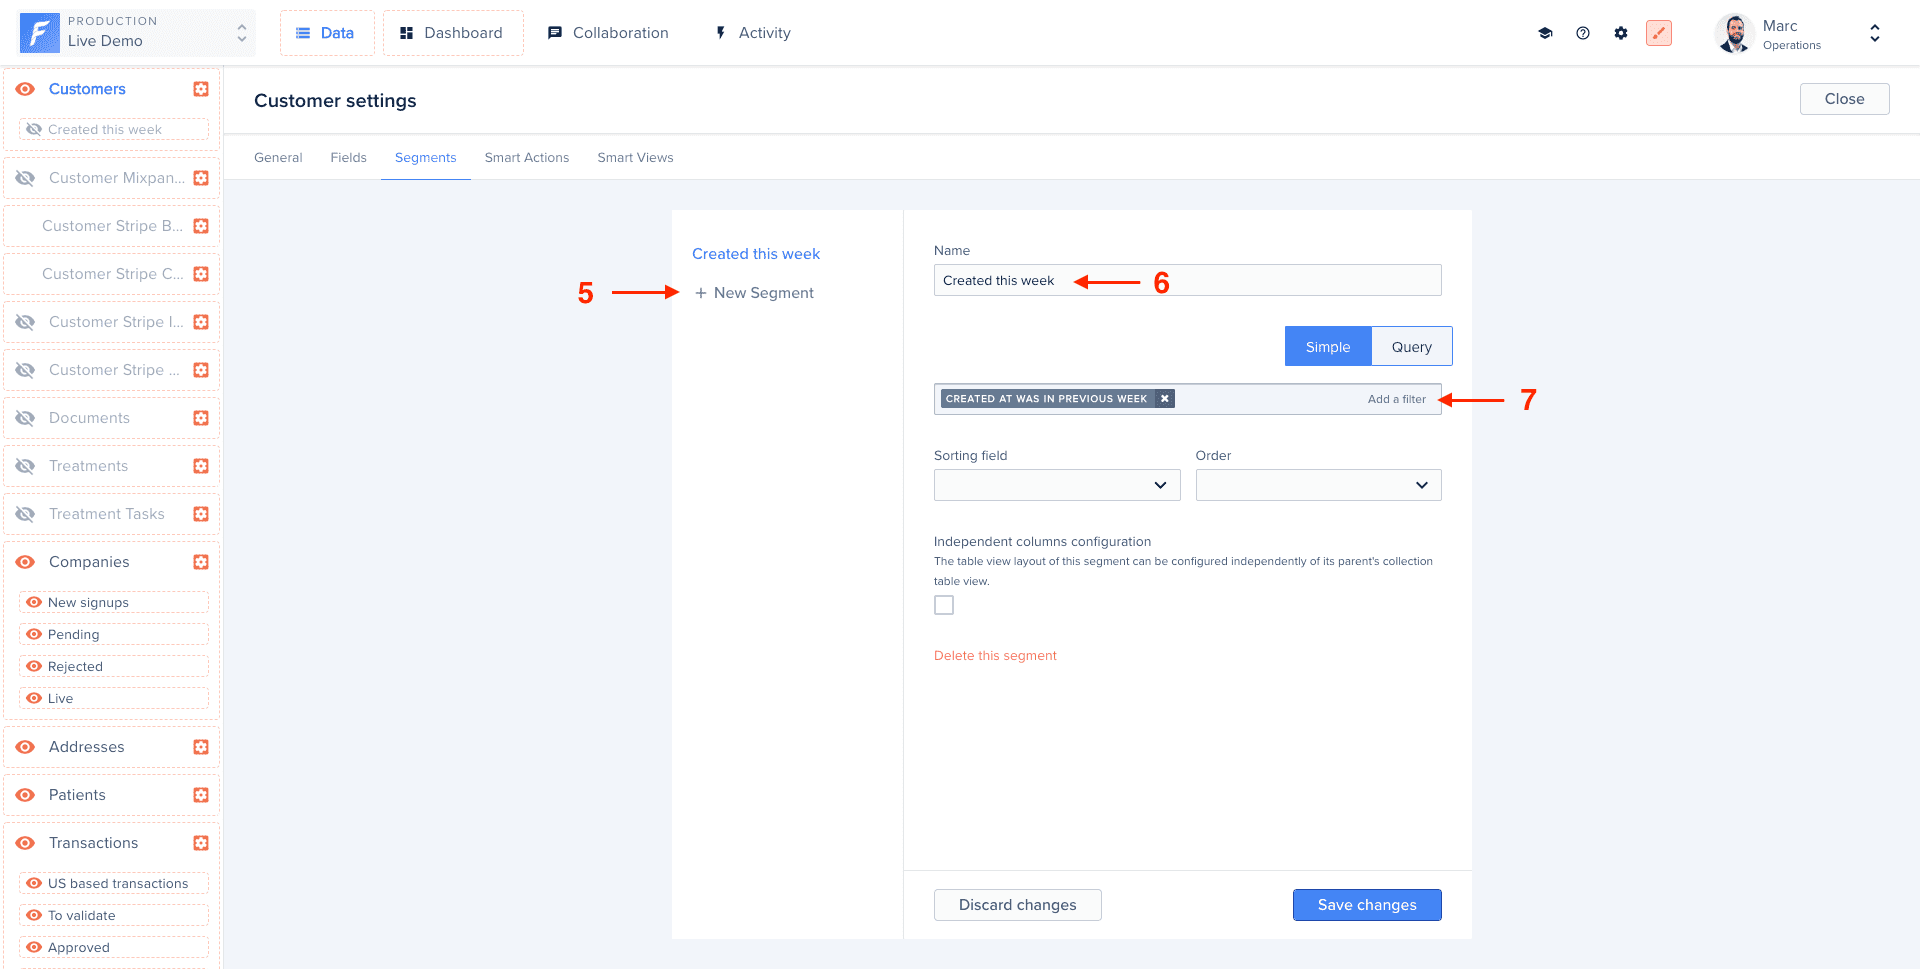 PRODUCTION
Live Demo
Data
Dashboard
Collaboration
Activity
Marc
Operations
Customers
Created this week
Customer Mixpan...
Customer Stripe B...
Customer Stripe C...
Customer Stripe I...
Customer Stripe ...
Documents
Treatments
Treatment Tasks
Companies
New signups
Pending
Rejected
Live
Addresses
Patients
Transactions
US based transactions
To validate
Approved
Customer settings
Close
General
Fields
Segments
Smart Actions
Smart Views
Created this week
5
+ New Segment
Name
Created this week
6
Simple
Query
CREATED AT WAS IN PREVIOUS WEEK
Add a filter
7
Sorting field
Order
Independent columns configuration
The table view layout of this segment can be configured independently of its parent's collection
table view.
Delete this segment
Discard changes
Save changes